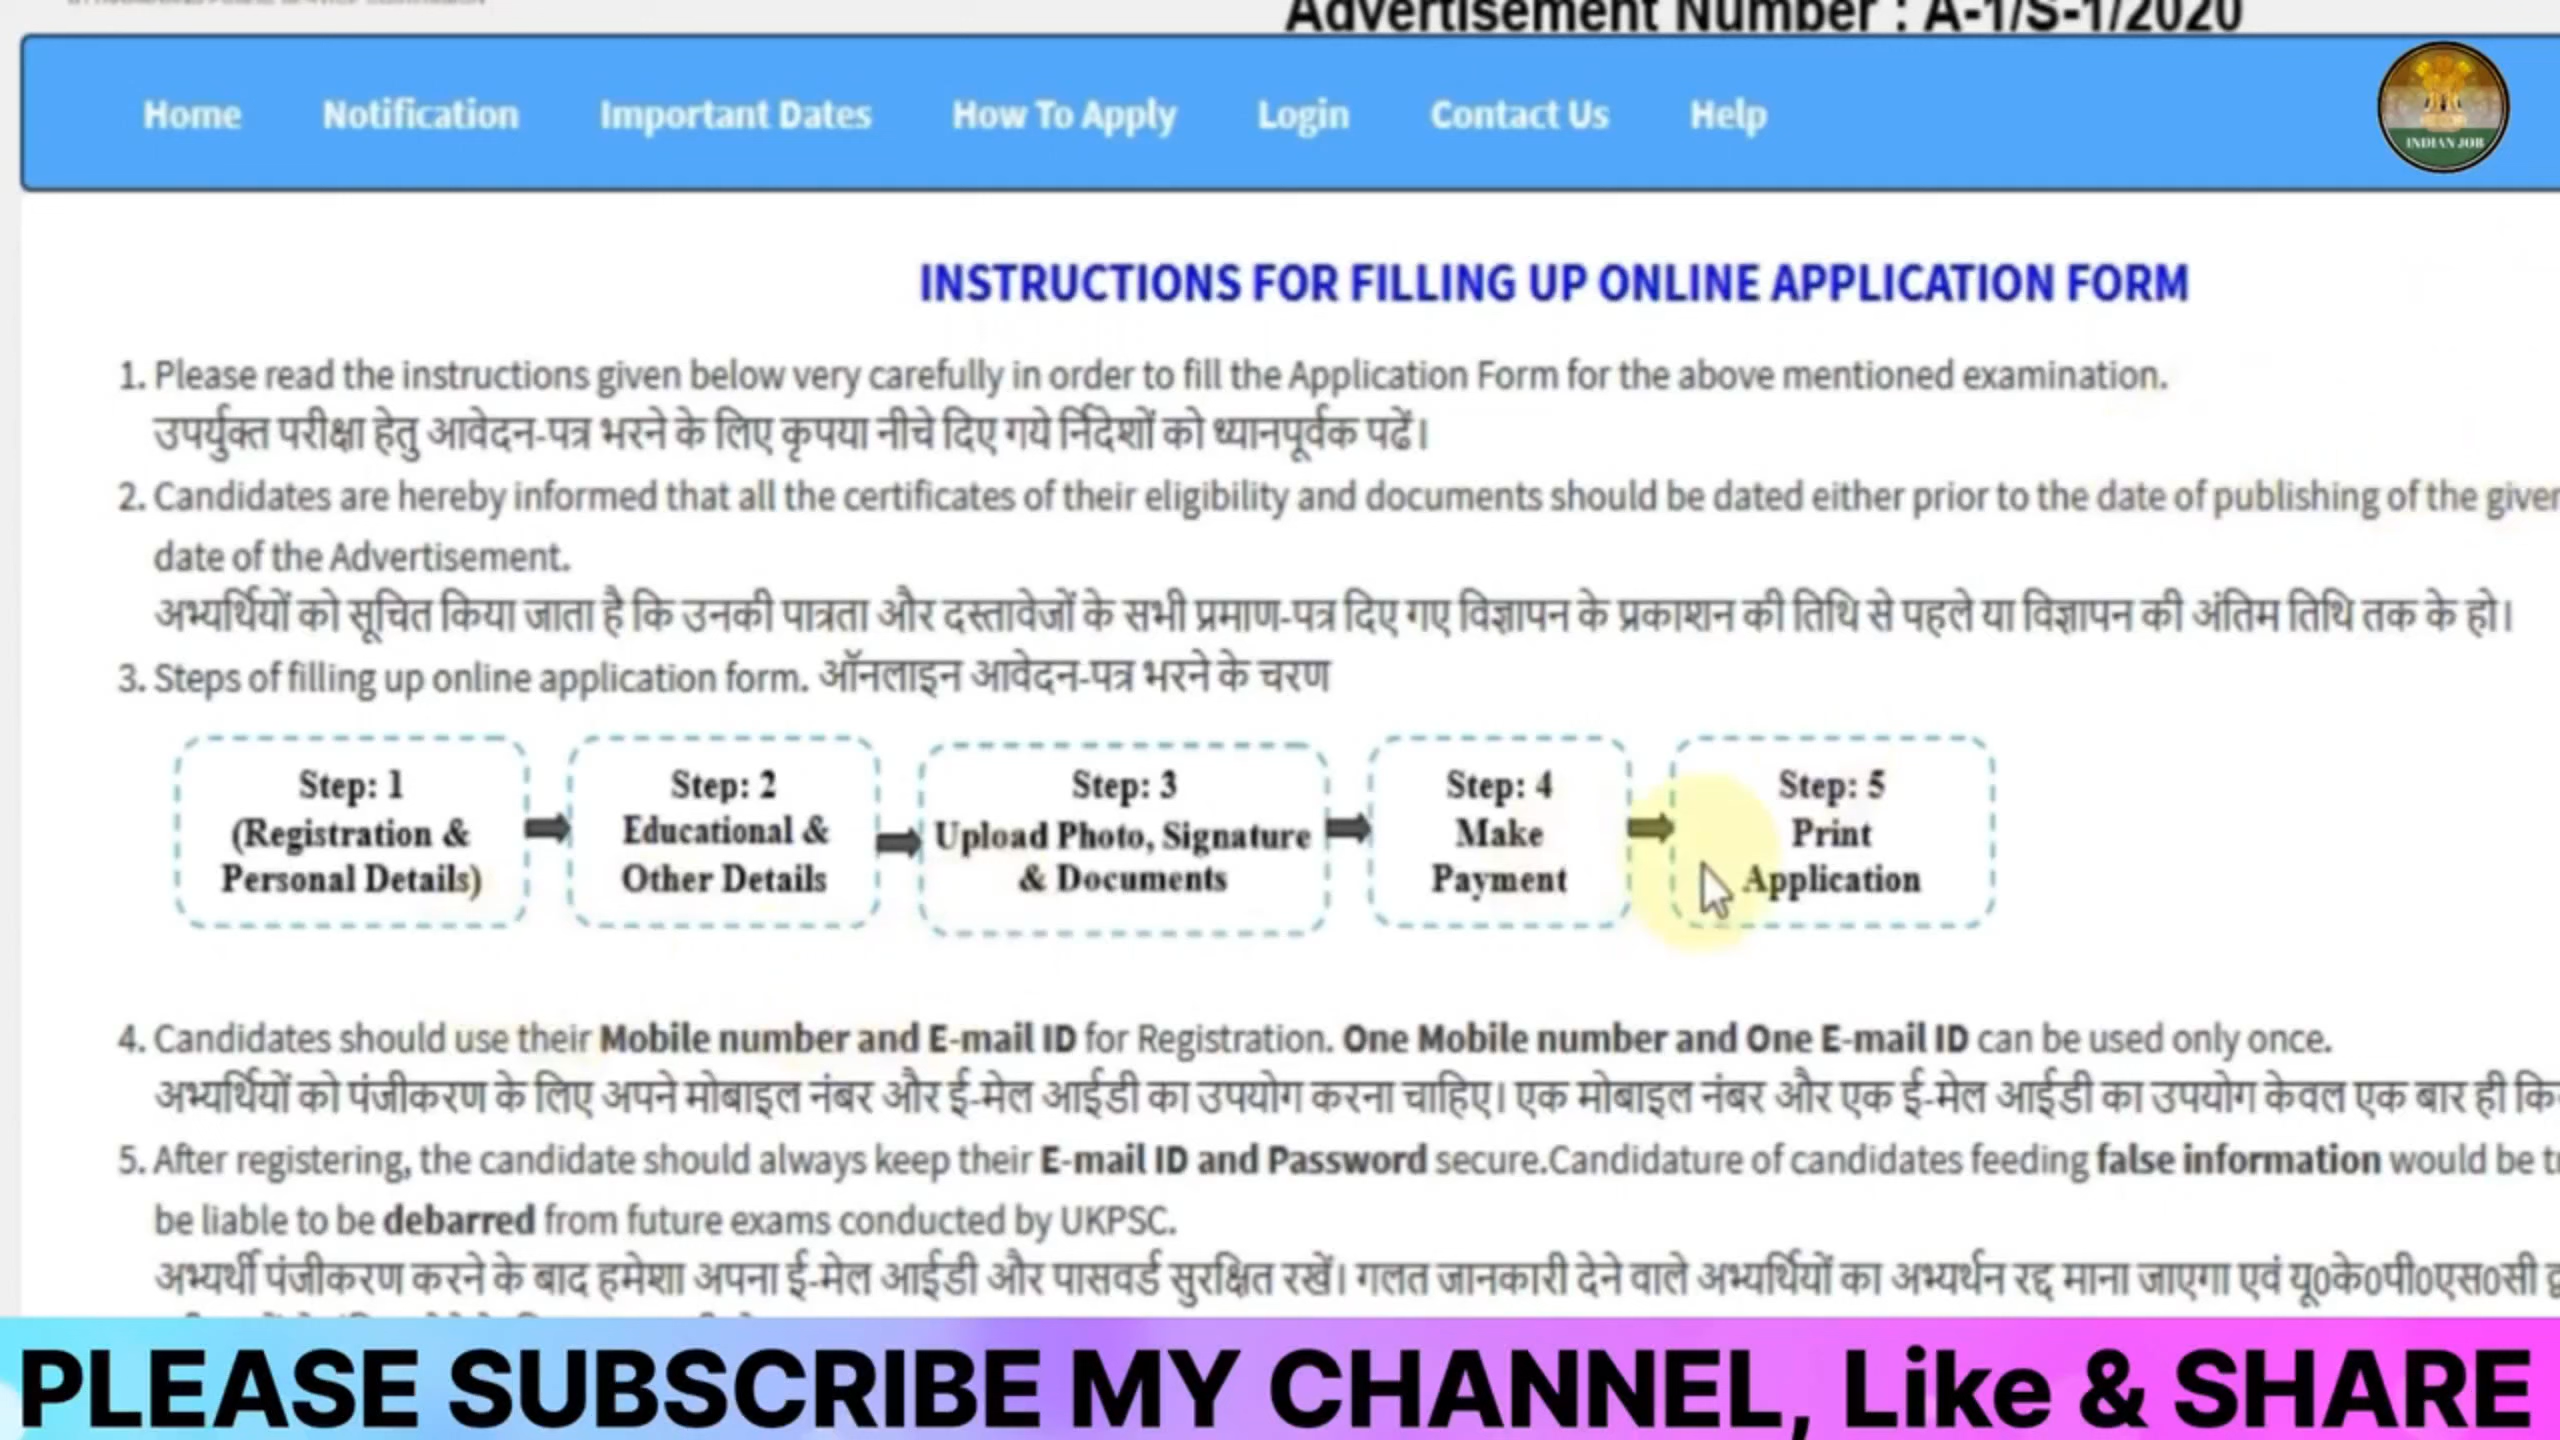 Advertisement Number : A-1/S-1/2020
Home Notification Important Dates How To Apply Login Contact Us Help
INDIAN JOB
INSTRUCTIONS FOR FILLING UP ONLINE APPLICATION FORM
1. Please read the instructions given below very carefully in order to fill the Application Form for the above mentioned examination.
उपर्युक्त परीक्षा हेतु आवेदन-पत्र भरने के लिए कृपया नीचे दिए गये र्निदेशों को ध्यानपूर्वक पढें।
2. Candidates are hereby informed that all the certificates of their eligibility and documents should be dated either prior to the date of publishing of the given
date of the Advertisement.
अभ्यर्थियों को सूचित किया जाता है कि उनकी पात्रता और दस्तावेजों के सभी प्रमाण-पत्र दिए गए विज्ञापन के प्रकाशन की तिथि से पहले या विज्ञापन की अंतिम तिथि तक के हो।
3. Steps of filling up online application form. ऑनलाइन आवेदन-पत्र भरने के चरण
Step: 1
(Registration &
Personal Details)
Step: 2
Educational &
Other Details
Step: 3
Upload Photo, Signature
& Documents
Step: 4
Make
Payment
Step: 5
Print
Application
4. Candidates should use their Mobile number and E-mail ID for Registration. One Mobile number and One E-mail ID can be used only once.
अभ्यर्थियों को पंजीकरण के लिए अपने मोबाइल नंबर और ई-मेल आईडी का उपयोग करना चाहिए। एक मोबाइल नंबर और एक ई-मेल आईडी का उपयोग केवल एक बार ही
5. After registering, the candidate should always keep their E-mail ID and Password secure.Candidature of candidates feeding false information would be
be liable to be debarred from future exams conducted by UKPSC.
अभ्यर्थी पंजीकरण करने के बाद हमेशा अपना ई-मेल आईडी और पासवर्ड सुरक्षित रखें। गलत जानकारी देने वाले अभ्यर्थियों का अभ्यर्थन रद्द माना जाएगा एवं यू0के0पी0एस0सी
PLEASE SUBSCRIBE MY CHANNEL, Like & SHARE